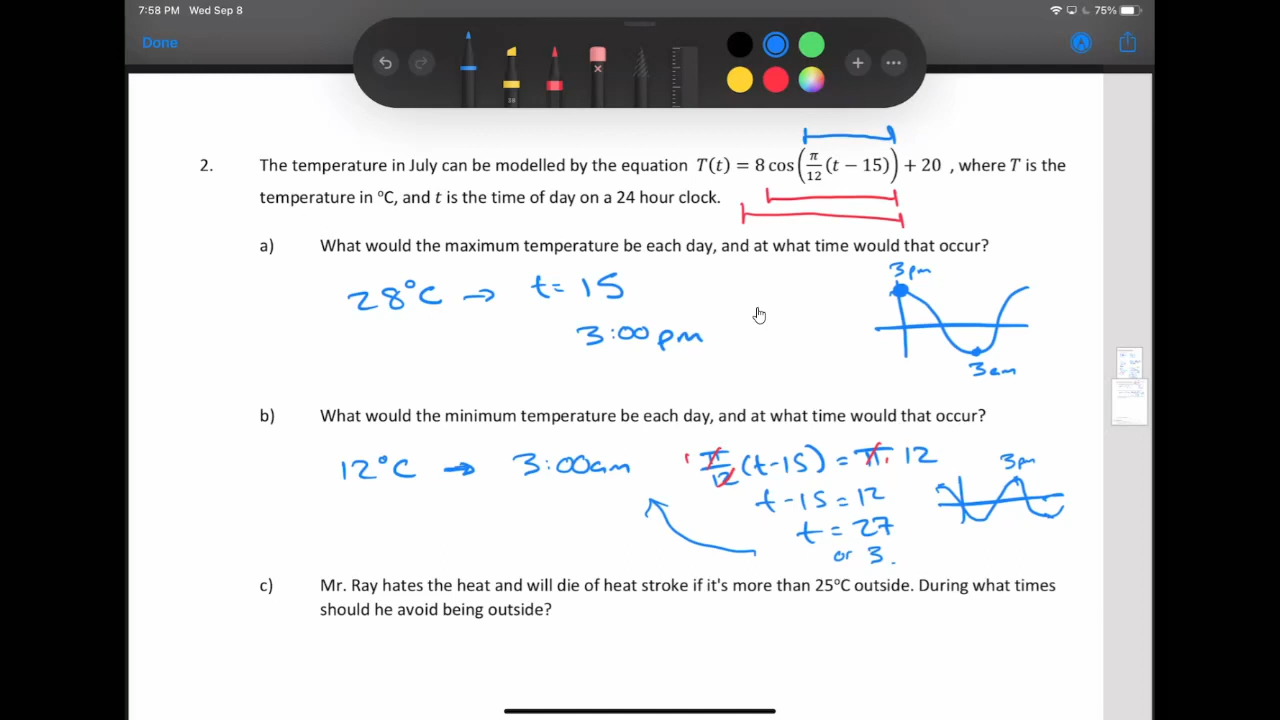 7:58 PM Wed Sep 8
75%
Done
2. The temperature in July can be modelled by the equation T(t) = 8 cos(π/12 (t − 15)) + 20 , where T is the
temperature in °C, and t is the time of day on a 24 hour clock.
a) What would the maximum temperature be each day, and at what time would that occur?
3pm
28°C → t = 15
3:00 pm
3am
b) What would the minimum temperature be each day, and at what time would that occur?
12°C → 3:00am
1 π/12 (t-15) = π · 12
3pm
t-15 = 12
t = 27
or 3.
c) Mr. Ray hates the heat and will die of heat stroke if it's more than 25°C outside. During what times
should he avoid being outside?